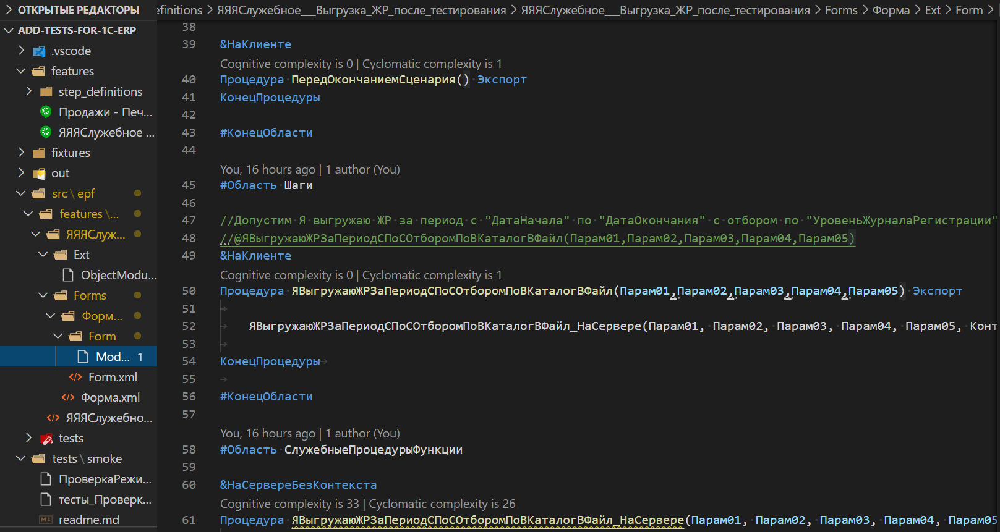 ОТКРЫТЫЕ РЕДАКТОРЫ
ADD-TESTS-FOR-1C-ERP
.vscode
features
step_definitions
Продажи - Печ...
ЯЯЯСлужебное ...
fixtures
out
src \ epf
features \...
ЯЯЯСлуж...
Ext
ObjectModu...
Forms
Форм...
Form
Mod... 1
Form.xml
Форма.xml
ЯЯЯСлужебно...
tests
tests \ smoke
ПроверкаРежи...
тесты_Проверк...
readme.md
efinitions > ЯЯЯСлужебное___Выгрузка_ЖР_после_тестирования > ЯЯЯСлужебное___Выгрузка_ЖР_после_тестирования > Forms > Форма > Ext > Form >
38
39 &НаКлиенте
Cognitive complexity is 0 | Cyclomatic complexity is 1
40 Процедура ПередОкончаниемСценария() Экспорт
41 КонецПроцедуры
42
43 #КонецОбласти
44
You, 16 hours ago | 1 author (You)
45 #Область Шаги
46
47 //Допустим Я выгружаю ЖР за период с "ДатаНачала" по "ДатаОкончания" с отбором по "УровеньЖурналаРегистрации"
48 //@ЯВыгружаюЖРЗаПериодСПоСОтборомПоВКаталогВФайл(Парам01,Парам02,Парам03,Парам04,Парам05)
49 &НаКлиенте
Cognitive complexity is 0 | Cyclomatic complexity is 1
50 Процедура ЯВыгружаюЖРЗаПериодСПоСОтборомПоВКаталогВФайл(Парам01,Парам02,Парам03,Парам04,Парам05) Экспорт
51
52 ЯВыгружаюЖРЗаПериодСПоСОтборомПоВКаталогВФайл_НаСервере(Парам01, Парам02, Парам03, Парам04, Парам05, Конт
53
54 КонецПроцедуры
55
56 #КонецОбласти
57
You, 16 hours ago | 1 author (You)
58 #Область СлужебныеПроцедурыФункции
59
60 &НаСервереБезКонтекста
Cognitive complexity is 33 | Cyclomatic complexity is 26
61 Процедура ЯВыгружаюЖРЗаПериодСПоСОтборомПоВКаталогВФайл_НаСервере(Парам01, Парам02, Парам03, Парам04, Парам05